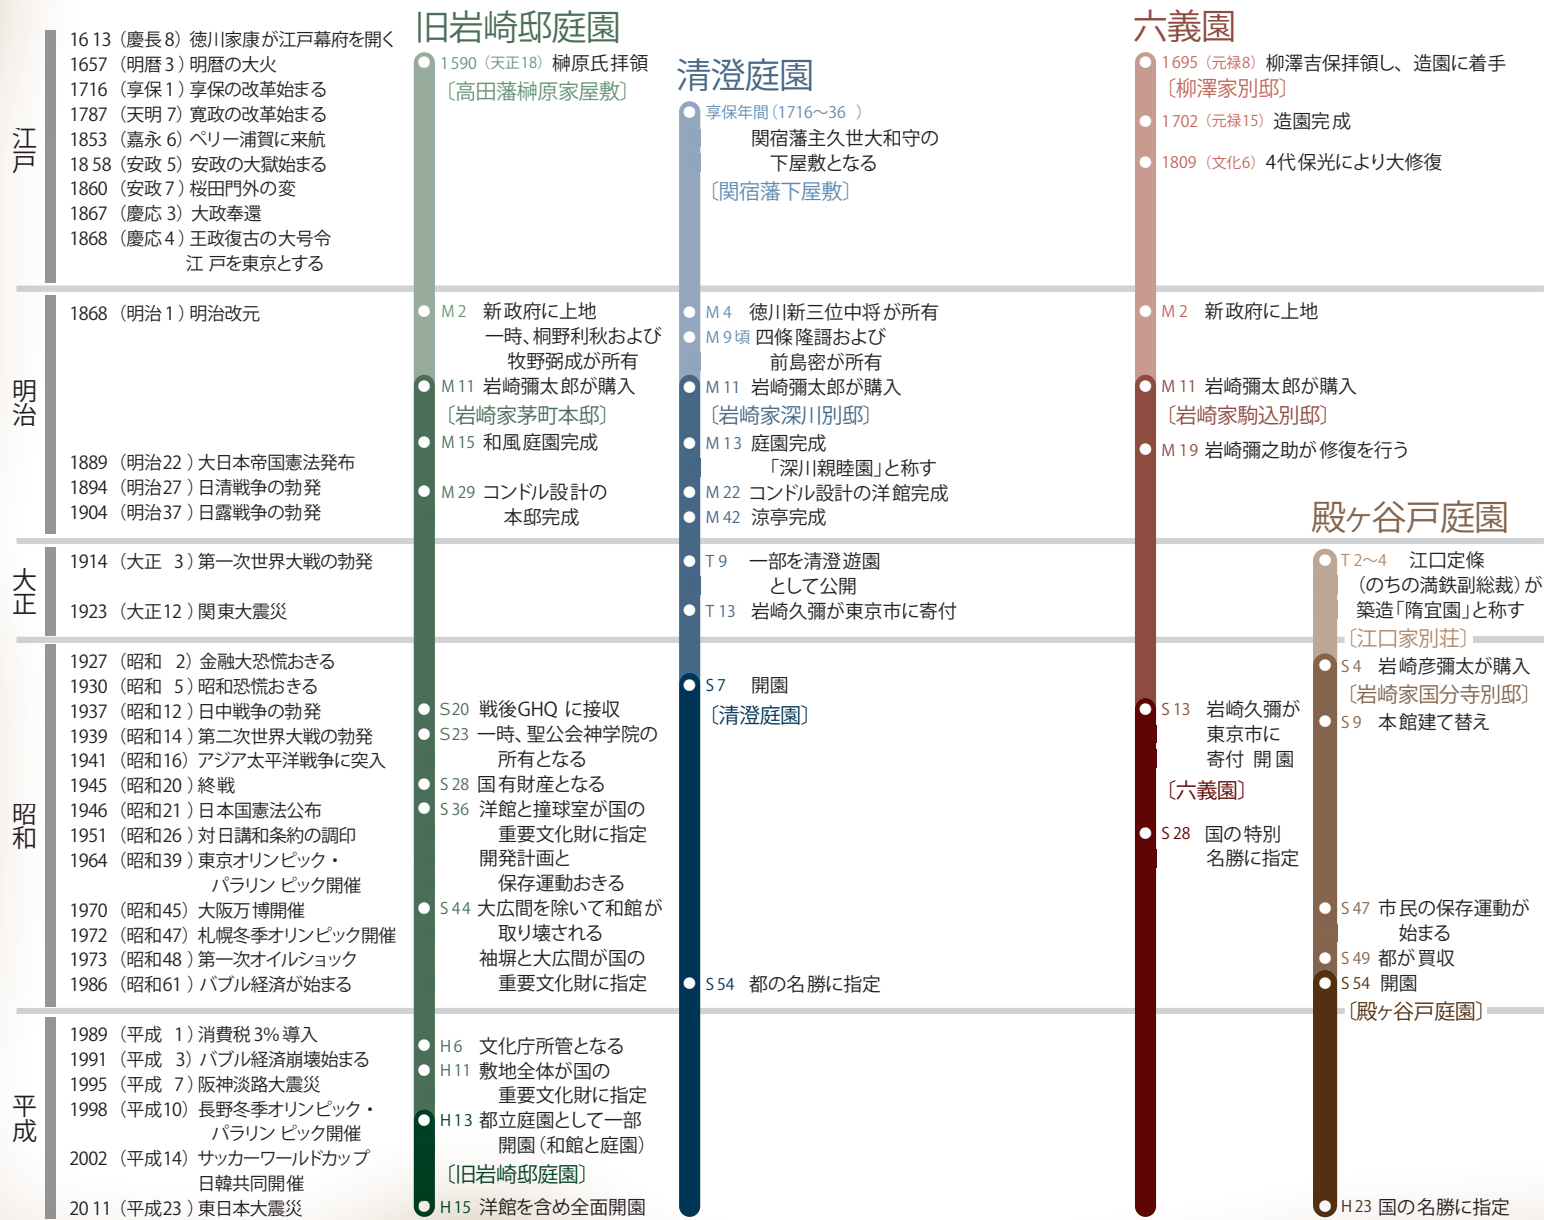 江戸
1613（慶長8）徳川家康が江戸幕府を開く
1657（明暦3）明暦の大火
1716（享保1）享保の改革始まる
1787（天明7）寛政の改革始まる
1853（嘉永6）ペリー浦賀に来航
1858（安政5）安政の大獄始まる
1860（安政7）桜田門外の変
1867（慶応3）大政奉還
1868（慶応4）王政復古の大号令
江戸を東京とする
明治
1868（明治1）明治改元
1889（明治22）大日本帝国憲法発布
1894（明治27）日清戦争の勃発
1904（明治37）日露戦争の勃発
大正
1914（大正 3）第一次世界大戦の勃発
1923（大正12）関東大震災
昭和
1927（昭和 2）金融大恐慌おきる
1930（昭和 5）昭和恐慌おきる
1937（昭和12）日中戦争の勃発
1939（昭和14）第二次世界大戦の勃発
1941（昭和16）アジア太平洋戦争に突入
1945（昭和20）終戦
1946（昭和21）日本国憲法公布
1951（昭和26）対日講和条約の調印
1964（昭和39）東京オリンピック・
パラリンピック開催
1970（昭和45）大阪万博開催
1972（昭和47）札幌冬季オリンピック開催
1973（昭和48）第一次オイルショック
1986（昭和61）バブル経済が始まる
平成
1989（平成 1）消費税3%導入
1991（平成 3）バブル経済崩壊始まる
1995（平成 7）阪神淡路大震災
1998（平成10）長野冬季オリンピック・
パラリンピック開催
2002（平成14）サッカーワールドカップ
日韓共同開催
2011（平成23）東日本大震災
旧岩崎邸庭園
1590（天正18）榊原氏拝領
〔高田藩榊原家屋敷〕
M2 新政府に上地
一時、桐野利秋および
牧野弼成が所有
M11 岩崎彌太郎が購入
〔岩崎家茅町本邸〕
M15 和風庭園完成
M29 コンドル設計の
本邸完成
S20 戦後GHQに接収
S23 一時、聖公会神学院の
所有となる
S28 国有財産となる
S36 洋館と撞球室が国の
重要文化財に指定
開発計画と
保存運動おきる
S44 大広間を除いて和館が
取り壊される
袖塀と大広間が国の
重要文化財に指定
H6 文化庁所管となる
H11 敷地全体が国の
重要文化財に指定
H13 都立庭園として一部
開園（和館と庭園）
〔旧岩崎邸庭園〕
H15 洋館を含め全面開園
清澄庭園
享保年間（1716〜36 ）
関宿藩主久世大和守の
下屋敷となる
〔関宿藩下屋敷〕
M4 徳川新三位中将が所有
M9頃 四條隆謌および
前島密が所有
M11 岩崎彌太郎が購入
〔岩崎家深川別邸〕
M13 庭園完成
「深川親睦園」と称す
M22 コンドル設計の洋館完成
M42 涼亭完成
T9 一部を清澄遊園
として公開
T13 岩崎久彌が東京市に寄付
S7 開園
〔清澄庭園〕
S54 都の名勝に指定
六義園
1695（元禄8）柳澤吉保拝領し、造園に着手
〔柳澤家別邸〕
1702（元禄15）造園完成
1809（文化6）4代保光により大修復
M2 新政府に上地
M11 岩崎彌太郎が購入
〔岩崎家駒込別邸〕
M19 岩崎彌之助が修復を行う
S13 岩崎久彌が
東京市に
寄付 開園
〔六義園〕
S28 国の特別
名勝に指定
殿ヶ谷戸庭園
T2〜4 江口定條
（のちの満鉄副総裁）が
築造「隋宜園」と称す
〔江口家別荘〕
S4 岩崎彦彌太が購入
〔岩崎家国分寺別邸〕
S9 本館建て替え
S47 市民の保存運動が
始まる
S49 都が買収
S54 開園
〔殿ヶ谷戸庭園〕
H23 国の名勝に指定